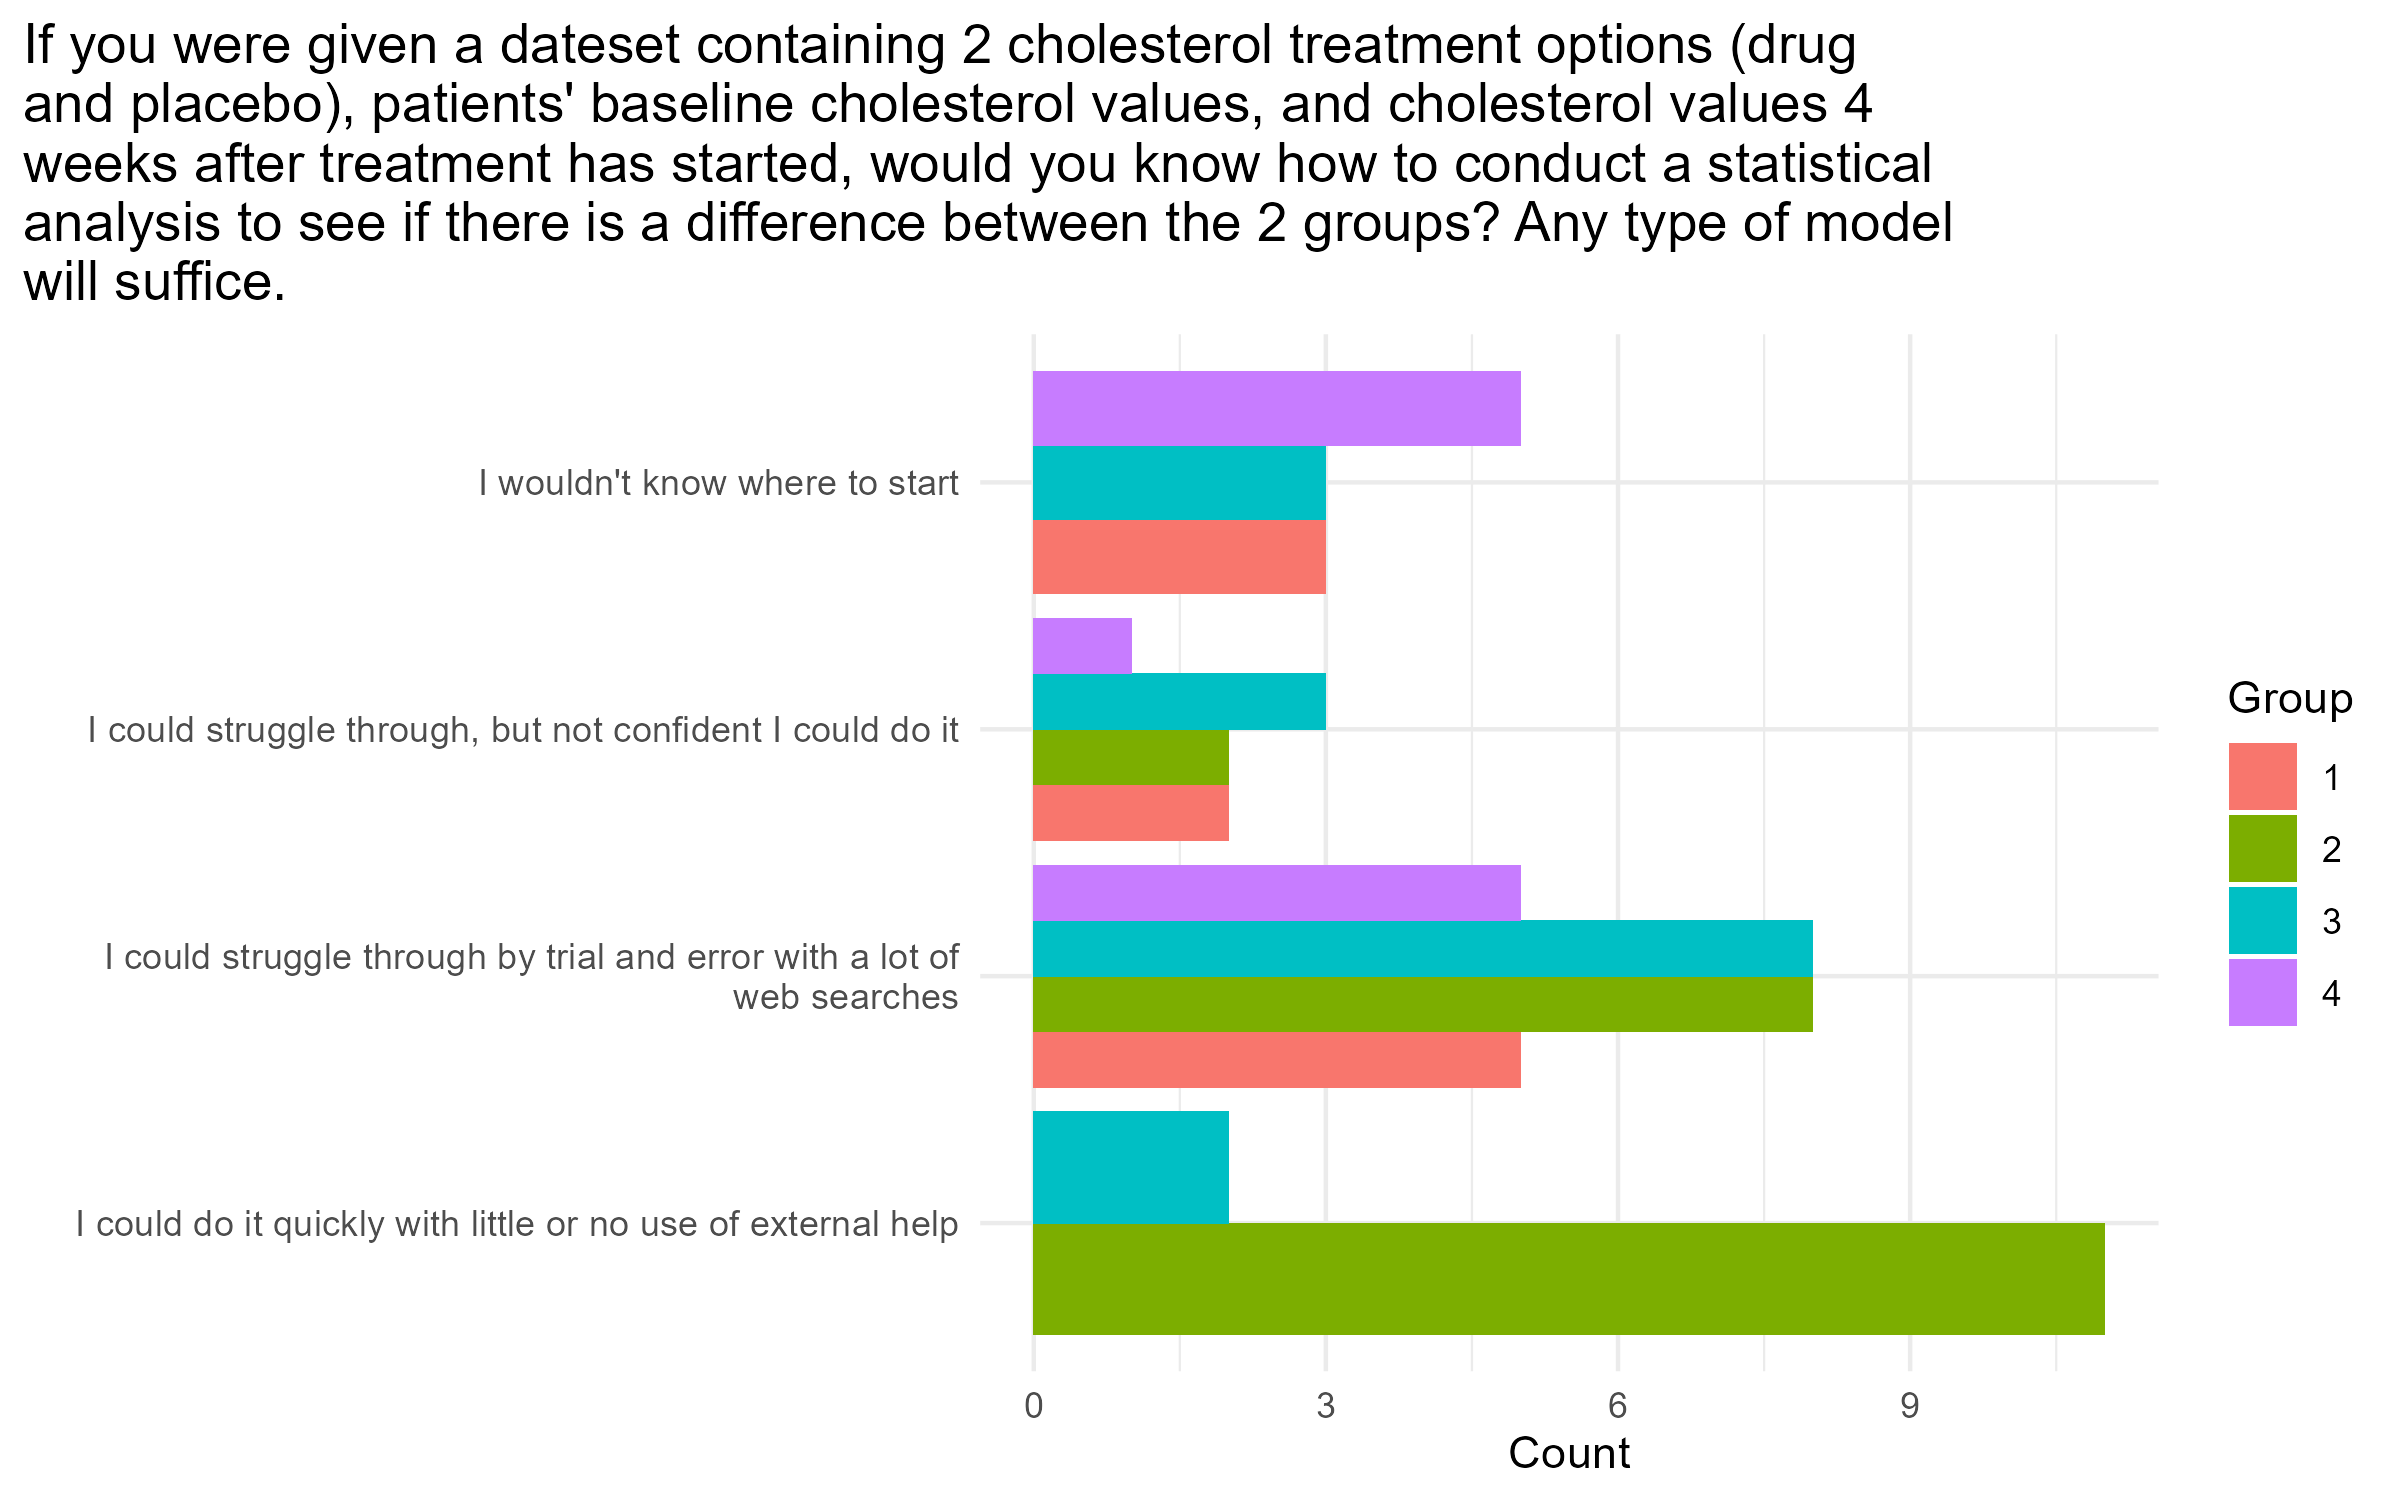 If you were given a dateset containing 2 cholesterol treatment options (drug
and placebo), patients' baseline cholesterol values, and cholesterol values 4
weeks after treatment has started, would you know how to conduct a statistical
analysis to see if there is a difference between the 2 groups? Any type of model
will suffice.
I wouldn't know where to start
I could struggle through, but not confident I could do it
I could struggle through by trial and error with a lot of
web searches
I could do it quickly with little or no use of external help
0
3
6
9
Count
Group
1
2
3
4